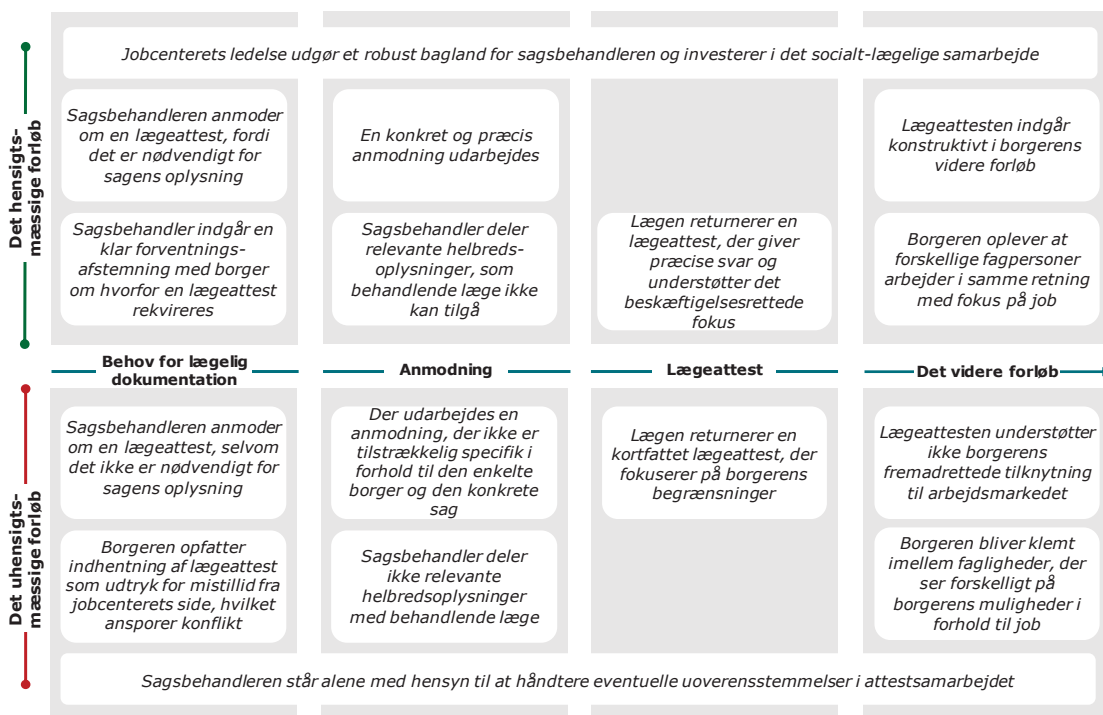 Det hensigts-
mæssige forløb
Jobcenterets ledelse udgør et robust bagland for sagsbehandleren og investerer i det socialt-lægelige samarbejde
Sagsbehandleren anmoder
om en lægeattest, fordi
det er nødvendigt for
sagens oplysning
En konkret og præcis
anmodning udarbejdes
Lægeattesten indgår
konstruktivt i borgerens
videre forløb
Sagsbehandler indgår en
klar forventnings-
afstemning med borger
om hvorfor en lægeattest
rekvireres
Sagsbehandler deler
relevante helbreds-
oplysninger, som
behandlende læge ikke
kan tilgå
Lægen returnerer en
lægeattest, der giver
præcise svar og
understøtter det
beskæftigelsesrettede
fokus
Borgeren oplever at
forskellige fagpersoner
arbejder i samme retning
med fokus på job
Behov for lægelig
dokumentation
Anmodning
Lægeattest
Det videre forløb
Det uhensigts-
mæssige forløb
Sagsbehandleren anmoder
om en lægeattest, selvom
det ikke er nødvendigt for
sagens oplysning
Der udarbejdes en
anmodning, der ikke er
tilstrækkelig specifik i
forhold til den enkelte
borger og den konkrete
sag
Lægen returnerer en
kortfattet lægeattest, der
fokuserer på borgerens
begrænsninger
Lægeattesten understøtter
ikke borgerens
fremadrettede tilknytning
til arbejdsmarkedet
Borgeren opfatter
indhentning af lægeattest
som udtryk for mistillid fra
jobcenterets side, hvilket
ansporer konflikt
Sagsbehandler deler
ikke relevante
helbredsoplysninger
med behandlende læge
Borgeren bliver klemt
imellem fagligheder, der
ser forskelligt på
borgerens muligheder i
forhold til job
Sagsbehandleren står alene med hensyn til at håndtere eventuelle uoverensstemmelser i attestsamarbejdet